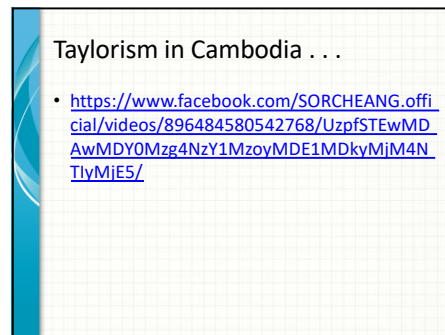 Taylorism in Cambodia . . .
• https://www.facebook.com/SORCHEANG.offi
cial/videos/896484580542768/UzpfSTEwMD
AwMDY0Mzg4NzY1MzoyMDE1MDkyMjM4N
TIyMjE5/